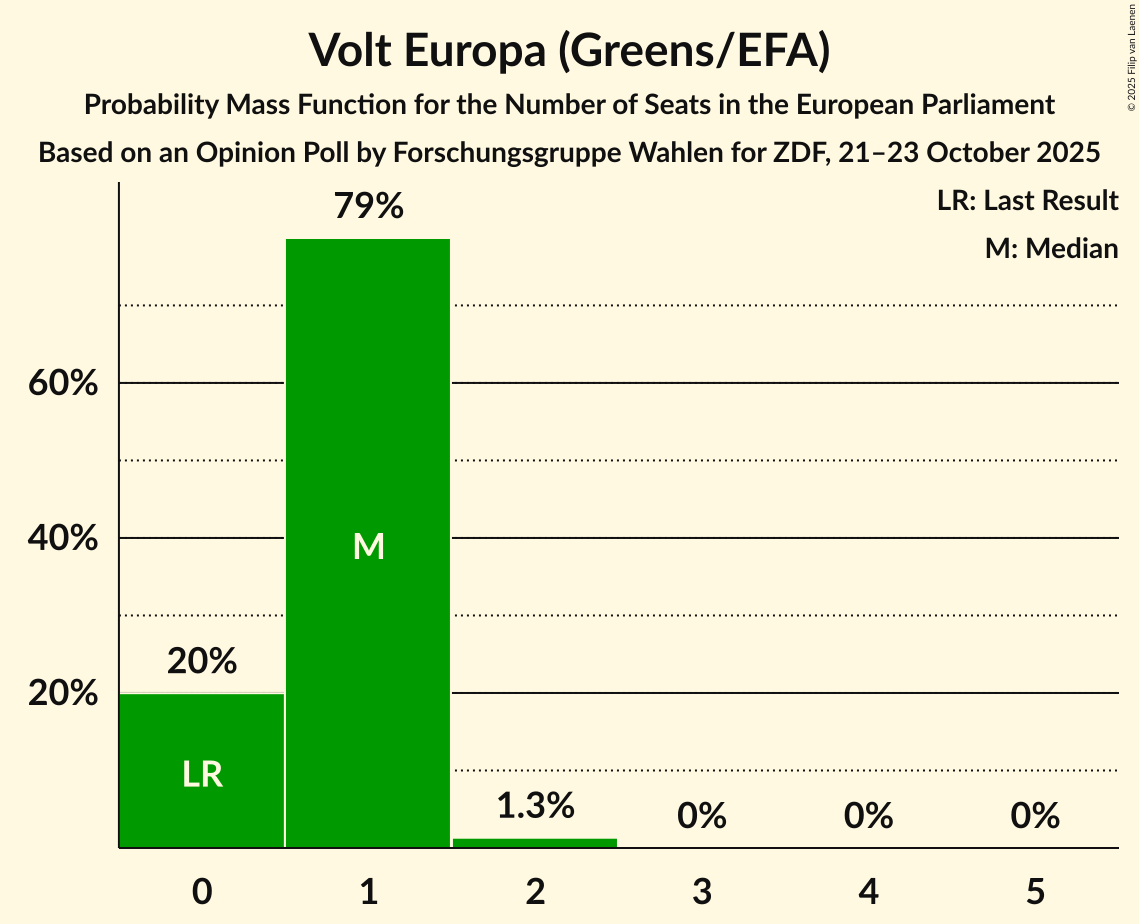 Volt Europa (Greens/EFA)
Probability Mass Function for the Number of Seats in the European Parliament
Based on an Opinion Poll by Forschungsgruppe Wahlen for ZDF, 21–23 October 2025
© 2025 Filip van Laenen
LR: Last Result
M: Median
79%
60%
40%
M
20%
20%
LR
1.3%
0%
0%
0%
0
1
2
3
4
5